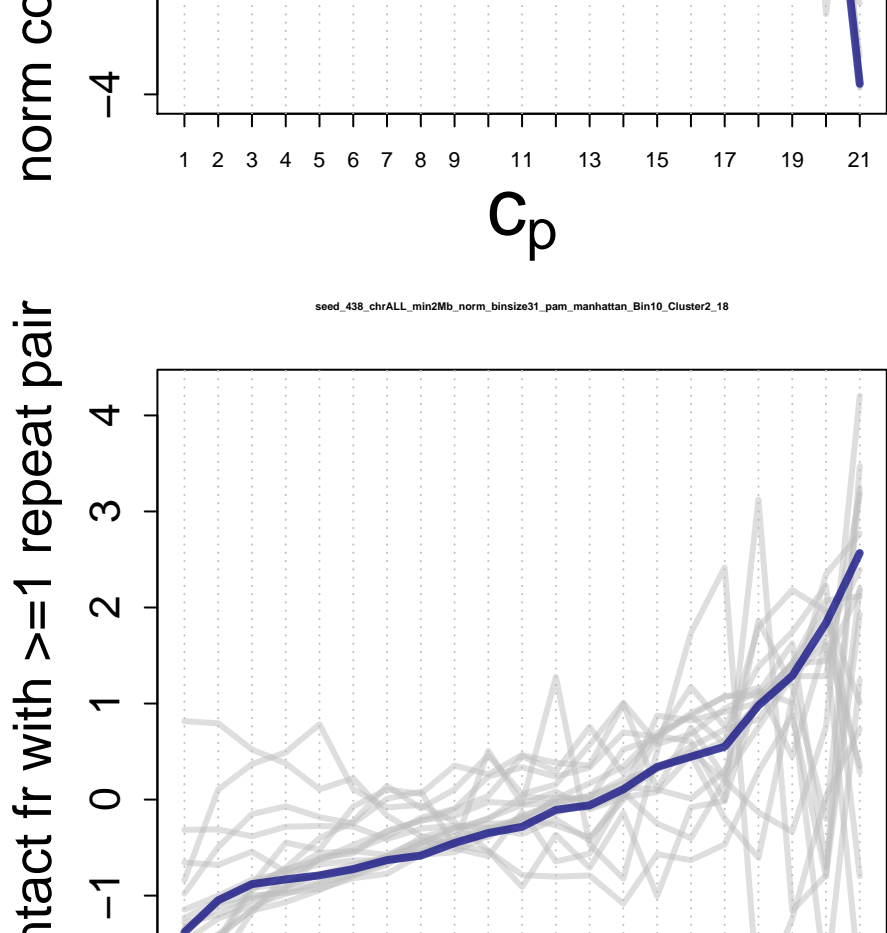 norm co
−4
1 2 3 4 5 6 7 8 9 11 13 15 17 19 21
cp
seed_438_chrALL_min2Mb_norm_binsize31_pam_manhattan_Bin10_Cluster2_18
ntact fr with >=1 repeat pair
4
3
2
1
0
−1